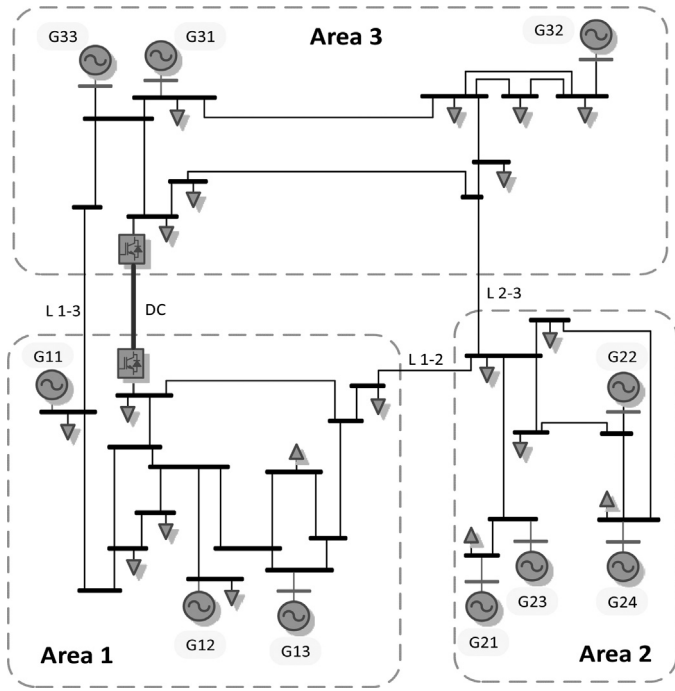 G33
G31
Area 3
G32
L 1-3
DC
L 2-3
G11
L 1-2
G22
G12
G13
G23
G24
G21
Area 1
Area 2